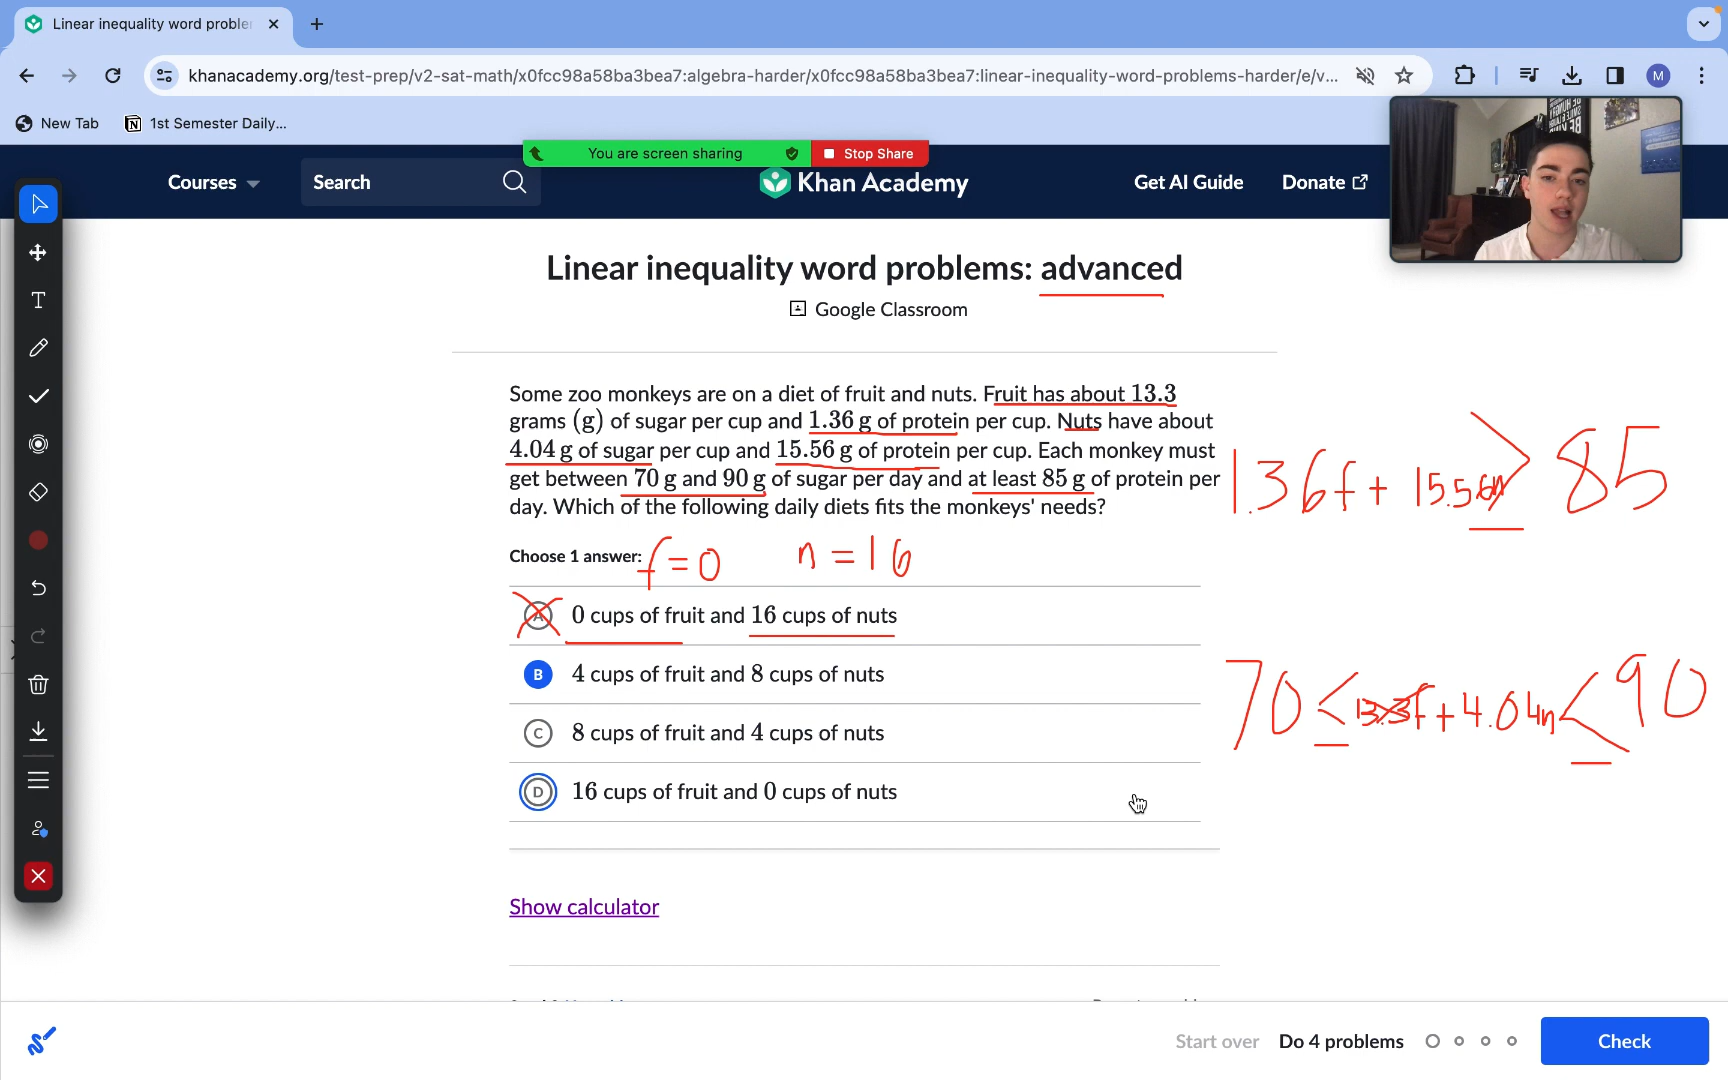 Linear inequality word proble
khanacademy.org/test-prep/v2-sat-math/x0fcc98a58ba3bea7:algebra-harder/x0fcc98a58ba3bea7:linear-inequality-word-problems-harder/e/v...
M
New Tab
1st Semester Daily...
You are screen sharing
Stop Share
Courses
Search
Khan Academy
Get AI Guide
Donate
Linear inequality word problems: advanced
Google Classroom
Some zoo monkeys are on a diet of fruit and nuts. Fruit has about 13.3
grams (g) of sugar per cup and 1.36 g of protein per cup. Nuts have about
4.04 g of sugar per cup and 15.56 g of protein per cup. Each monkey must
get between 70 g and 90 g of sugar per day and at least 85 g of protein per
day. Which of the following daily diets fits the monkeys' needs?
1.36f + 15.56n ≥ 85
Choose 1 answer:
f = 0 n = 16
A 0 cups of fruit and 16 cups of nuts
B 4 cups of fruit and 8 cups of nuts
70 ≤ 13.3f + 4.04n ≤ 90
C 8 cups of fruit and 4 cups of nuts
D 16 cups of fruit and 0 cups of nuts
Show calculator
Start over
Do 4 problems
Check